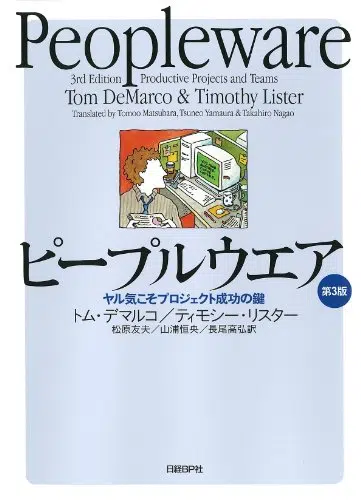 Peopleware
3rd Edition Productive Projects and Teams
Tom DeMarco & Timothy Lister
Translated by Tomoo Matsubara, Tsuneo Yamaura & Takahiro Nagao
ピープルウエア
ヤル気こそプロジェクト成功の鍵
第3版
トム・デマルコ／ティモシー・リスター
松原友夫／山浦恒央／長尾高弘訳
日経BP社